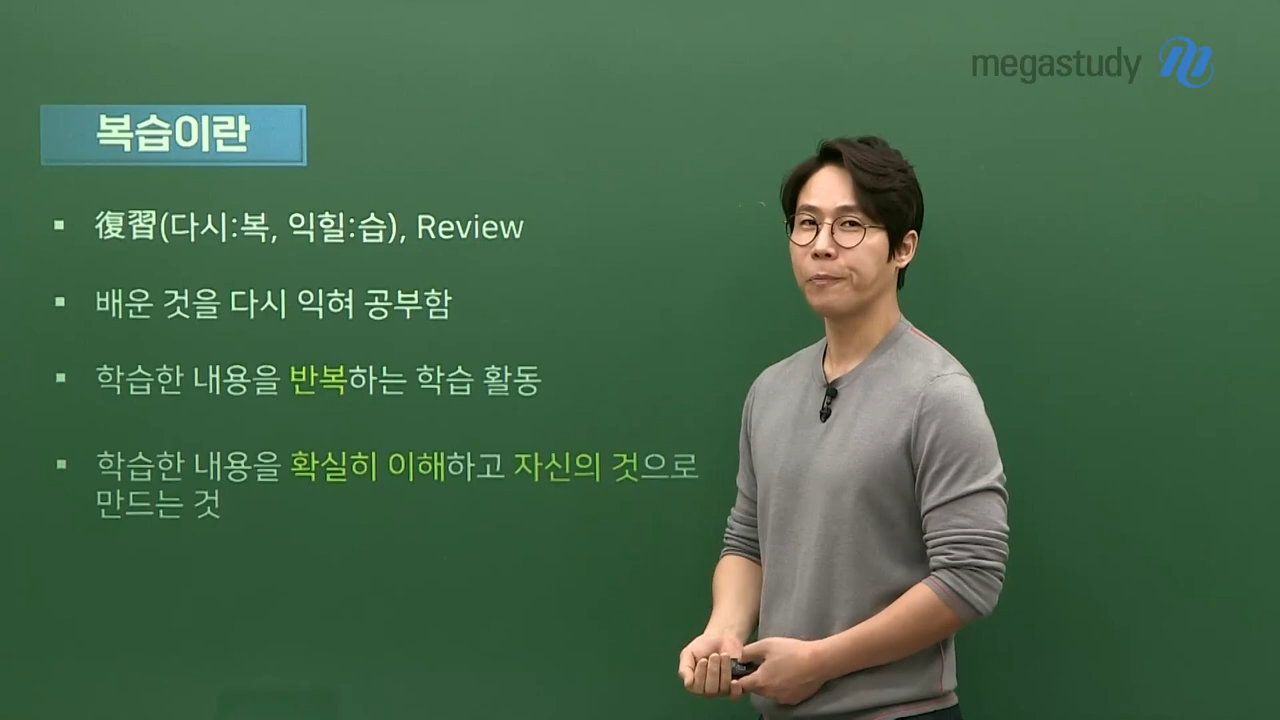 megastudy
복습이란
▪ 復習(다시:복, 익힐:습), Review
▪ 배운 것을 다시 익혀 공부함
▪ 학습한 내용을 반복하는 학습 활동
▪ 학습한 내용을 확실히 이해하고 자신의 것으로
만드는 것